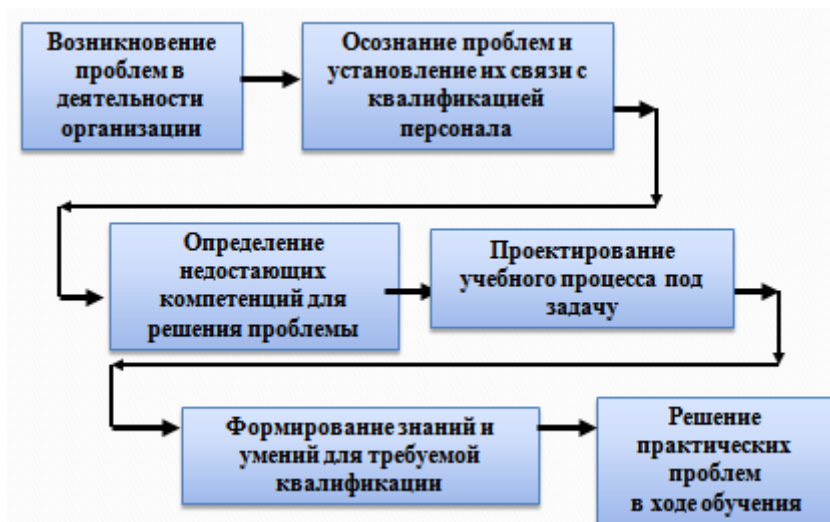 Возникновение
проблем в
деятельности
организации
Осознание проблем и
установление их связи с
квалификацией
персонала
Определение
недостающих
компетенций для
решения проблемы
Проектирование
учебного процесса под
задачу
Формирование знаний и
умений для требуемой
квалификации
Решение
практических
проблем
в ходе обучения